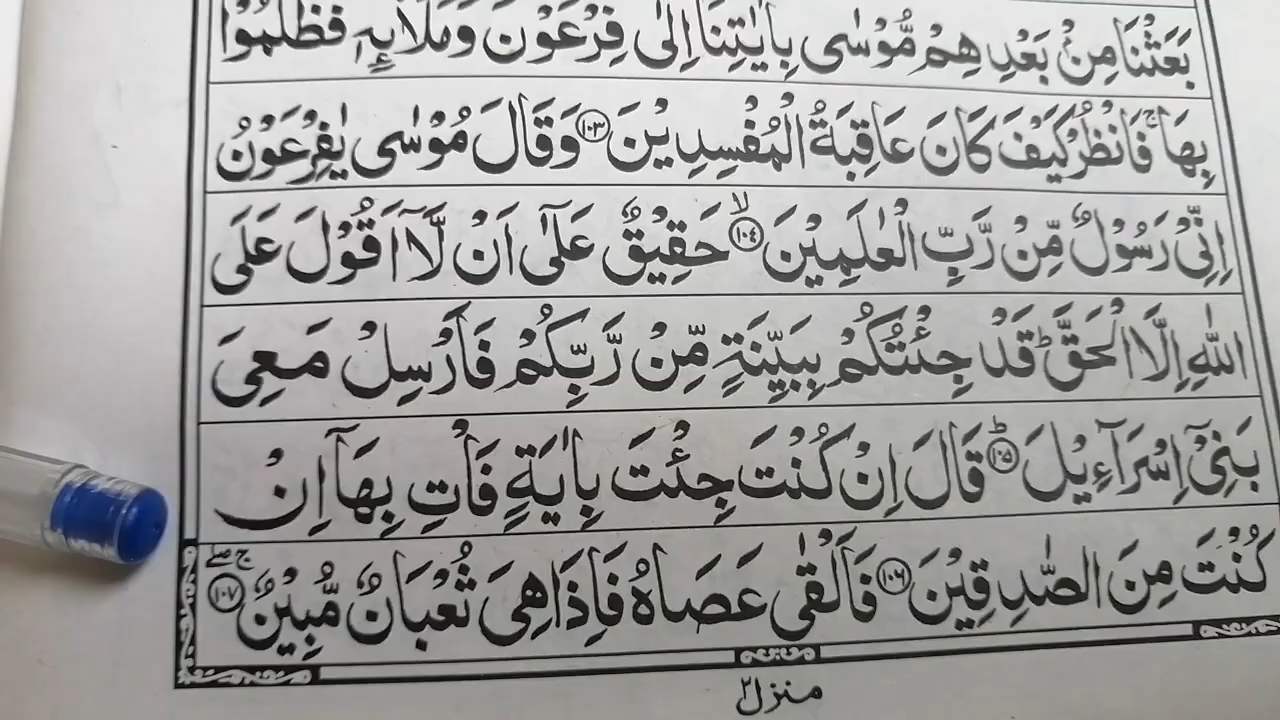 بَعَثْنَا مِنْۢ بَعْدِ هِمْ مُّوْسٰى بِاٰيٰتِنَاۤ اِلٰى فِرْعَوْنَ وَمَلَا۟ئِهٖ فَظَلَمُوْا
بِهَا ۚ فَانْظُرْ كَيْفَ كَانَ عَاقِبَةُ الْمُفْسِدِيْنَ ﴿۱۰۳﴾ وَقَالَ مُوْسٰى يٰفِرْعَوْنُ
اِنِّىْ رَسُوْلٌ مِّنْ رَّبِّ الْعٰلَمِيْنَ ۙ﴿۱۰۴﴾ حَقِيْقٌ عَلٰٓى اَنْ لَّاۤ اَقُوْلَ عَلَى
اللّٰهِ اِلَّا الْحَقَّ ؕ قَدْ جِئْتُكُمْ بِبَيِّنَةٍ مِّنْ رَّبِّكُمْ فَاَرْسِلْ مَعِىَ
بَنِىْۤ اِسْرَآءِيْلَ ؕ﴿۱۰۵﴾ قَالَ اِنْ كُنْتَ جِئْتَ بِاٰيَةٍ فَاْتِ بِهَاۤ اِنْ
كُنْتَ مِنَ الصّٰدِقِيْنَ ﴿۱۰۶﴾ فَاَلْقٰى عَصَاهُ فَاِذَا هِىَ ثُعْبَانٌ مُّبِيْنٌ ۚۖ﴿۱۰۷﴾
منزل ۲